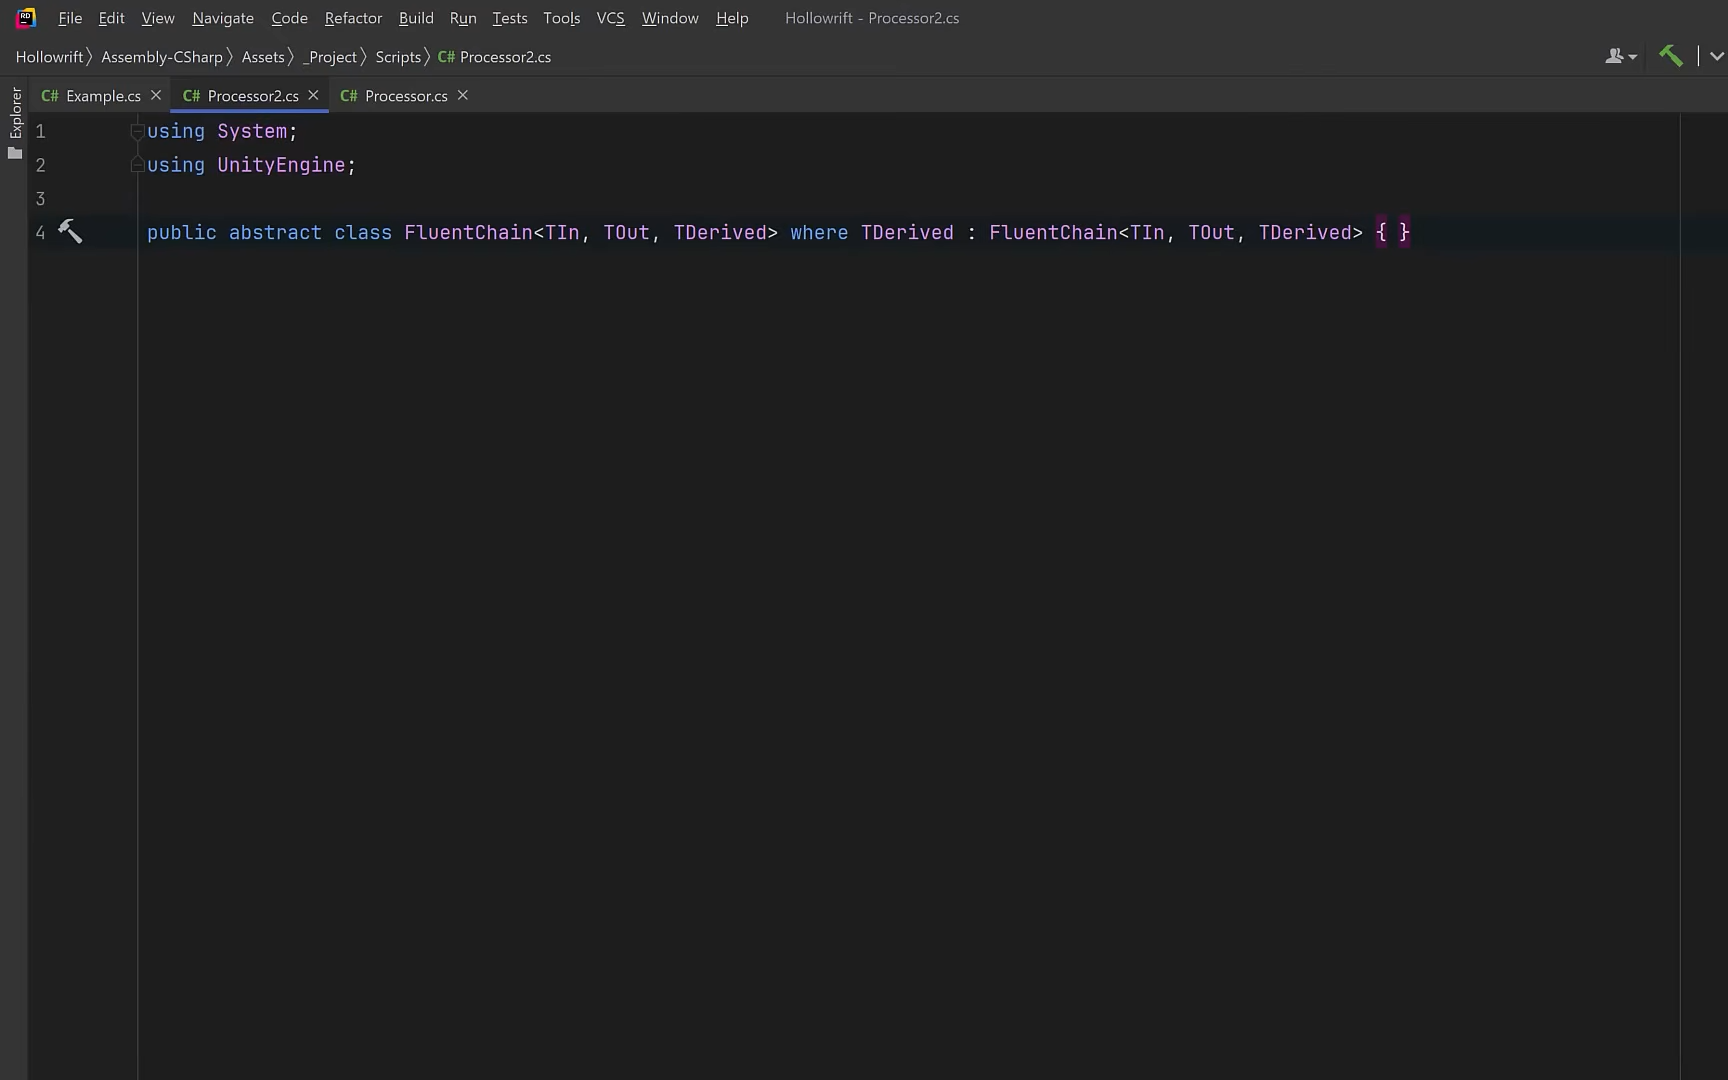 RD File Edit View Navigate Code Refactor Build Run Tests Tools VCS Window Help Hollowrift - Processor2.cs
Hollowrift〉 Assembly-CSharp〉 Assets〉 _Project〉 Scripts〉 C# Processor2.cs
Explorer
C# Example.cs × C# Processor2.cs × C# Processor.cs ×
1 using System;
2 using UnityEngine;
3
4 public abstract class FluentChain<TIn, TOut, TDerived> where TDerived : FluentChain<TIn, TOut, TDerived> { }